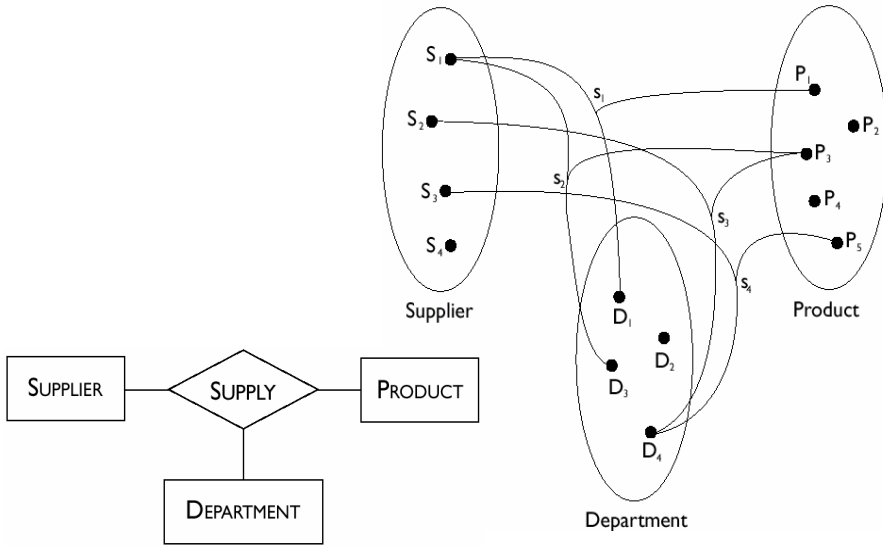 S₁
S₂
S₃
S₄
Supplier
s₁
s₂
s₃
s₄
P₁
P₂
P₃
P₄
P₅
Product
D₁
D₂
D₃
D₄
Department
SUPPLIER
SUPPLY
PRODUCT
DEPARTMENT